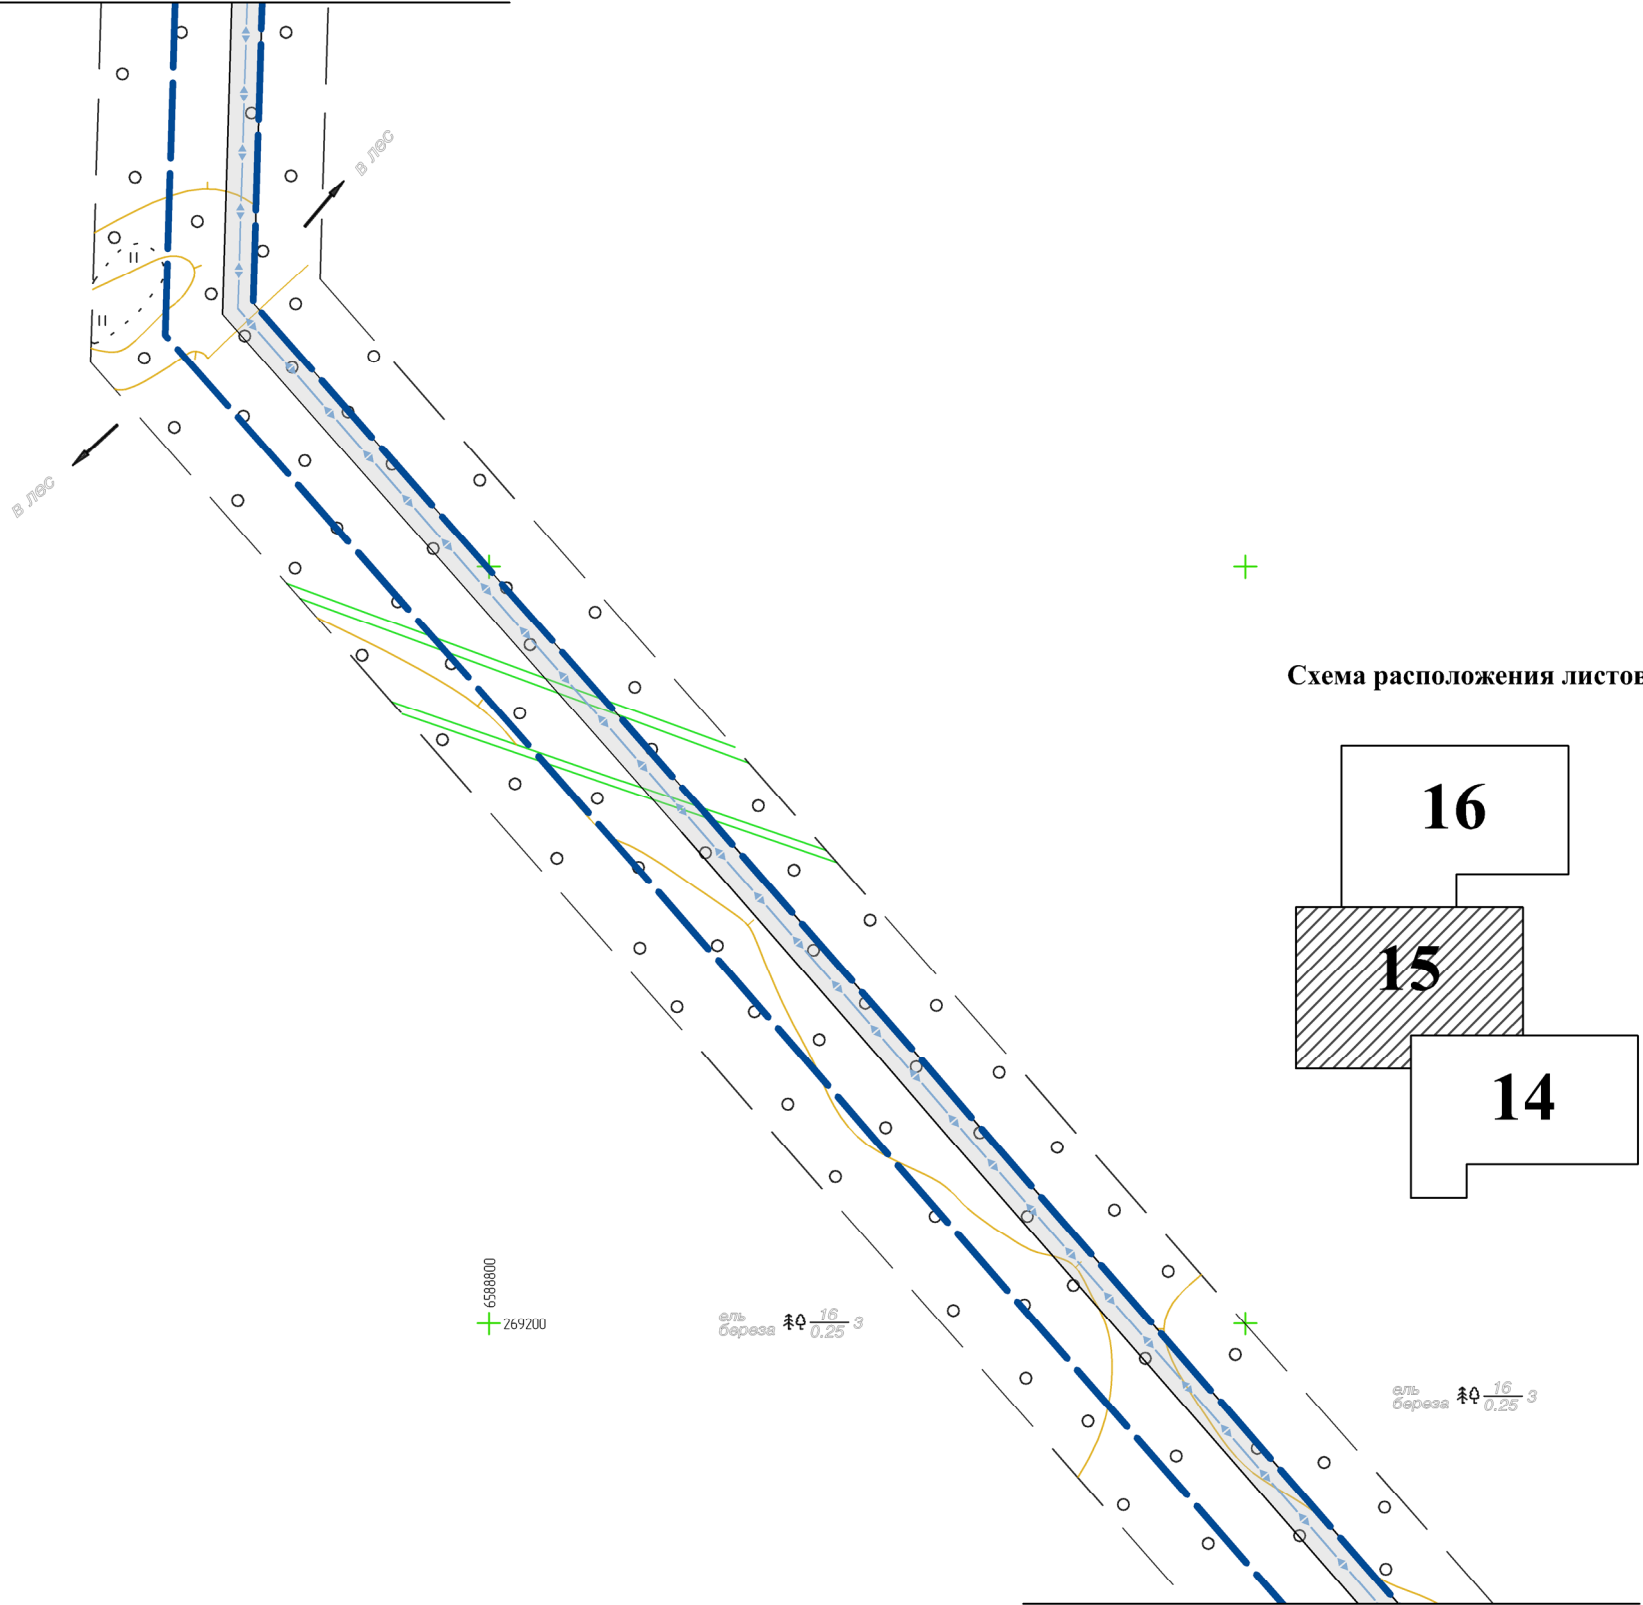 в лес
в лес
Схема расположения листов
16
15
14
6588800
269200
ель
береза
16
0.25
3
ель
береза
16
0.25
3